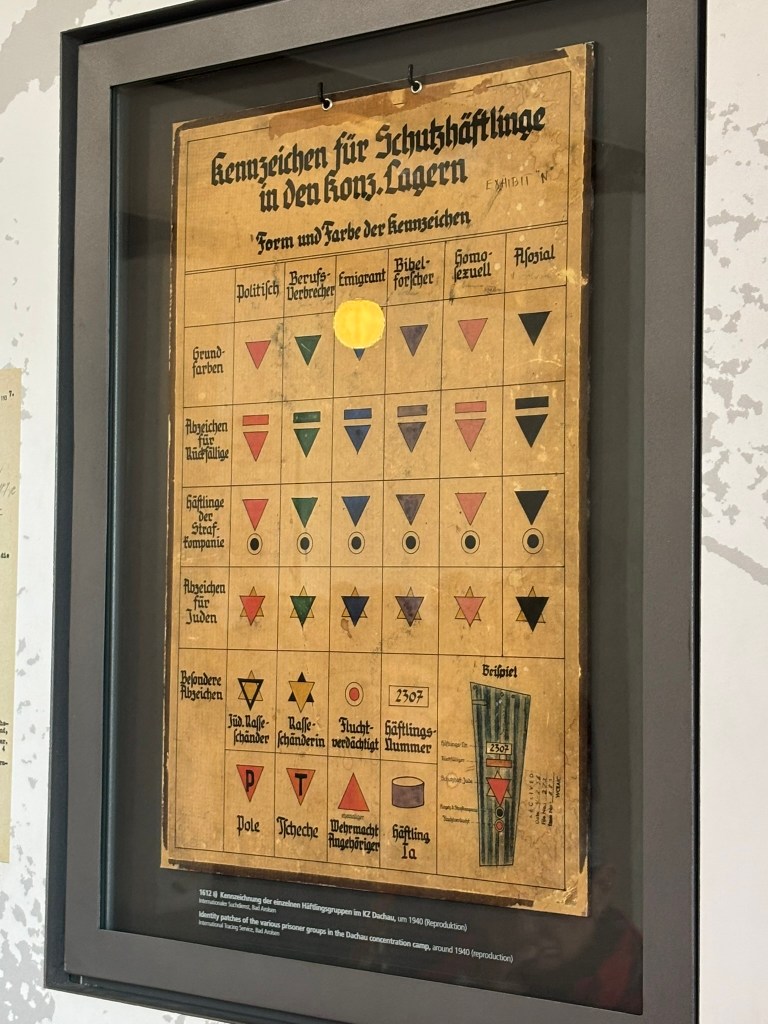 Kennzeichen für Schutzhäftlinge
in den Konz.Lagern
EXHIBIT "N"
Form und Farbe der Kennzeichen
Politisch
Berufs-
Verbrecher
Emigrant
Bibel-
forscher
Homo-
sexuell
Asozial
Grund-
farben
Abzeichen
für
Rückfällige
Häftlinge
der
Straf-
kompanie
Abzeichen
für
Juden
Besondere
Abzeichen
Jüd. Rasse-
schänder
Rasse-
schänderin
Flucht-
verdächtigt
2307
Häftlings-
Nummer
Beispiel
2307
P
Pole
T
Tscheche
ehemaliger
Wehrmacht
Angehöriger
Häftling
Ia
RECEIVED
1612 Kennzeichnung der einzelnen Häftlingsgruppen im KZ Dachau, um 1940 (Reproduktion)
Internationaler Suchdienst, Bad Arolsen
Identity patches of the various prisoner groups in the Dachau concentration camp, around 1940 (reproduction)
International Tracing Service, Bad Arolsen